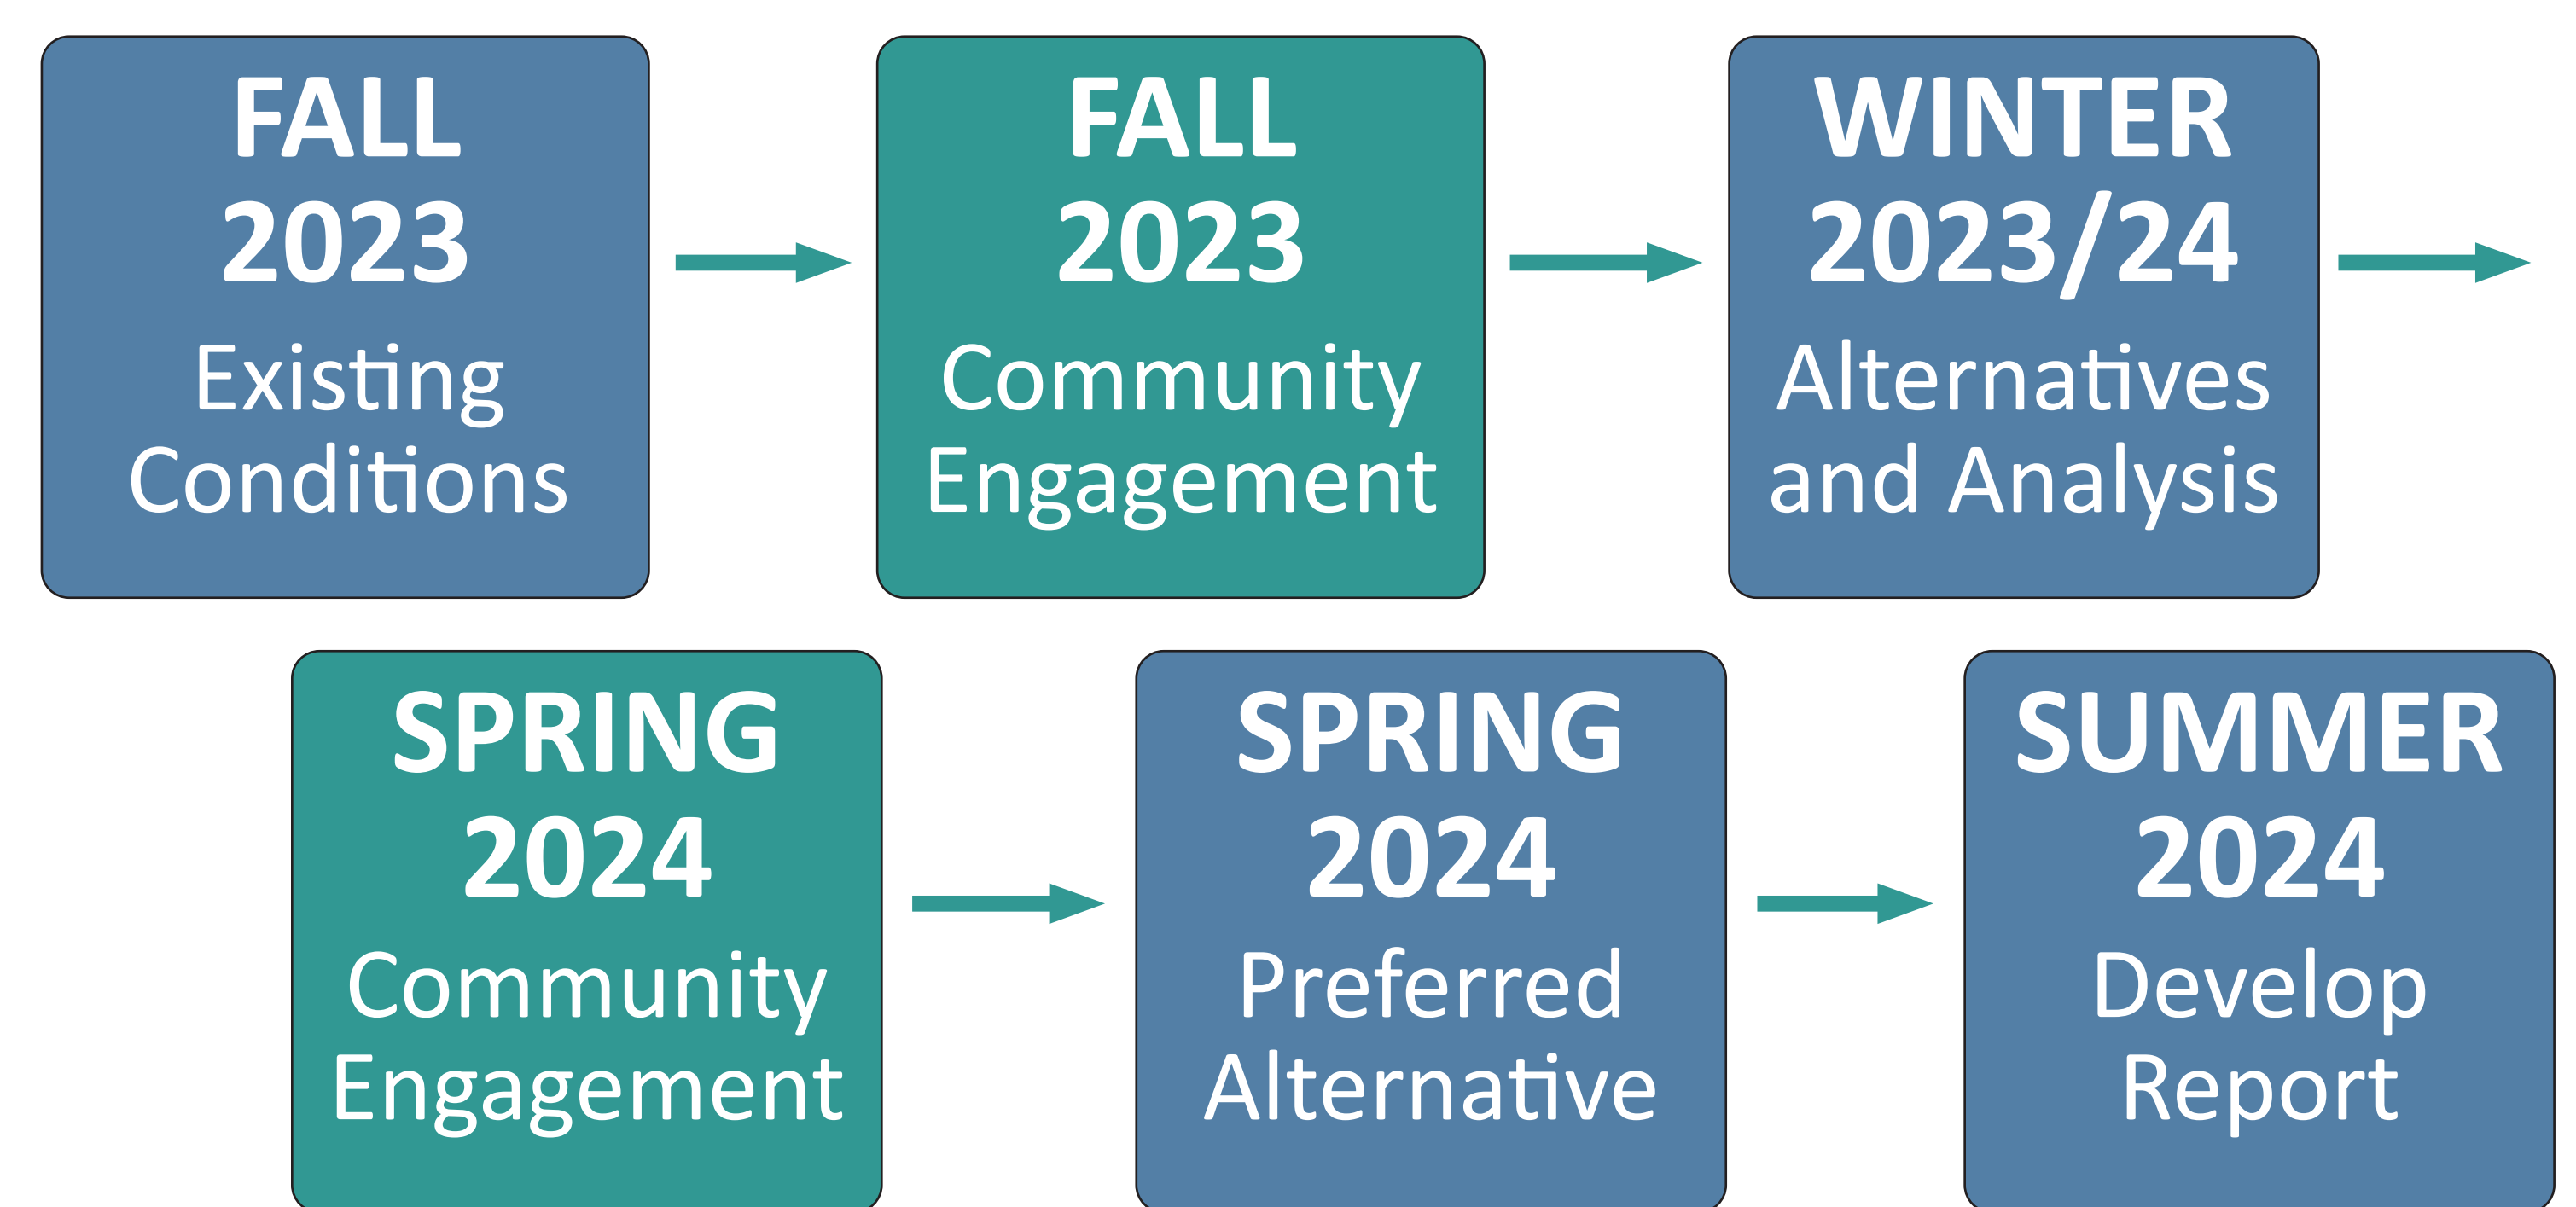 FALL
2023
Existing
Conditions
FALL
2023
Community
Engagement
WINTER
2023/24
Alternatives
and Analysis
SPRING
2024
Community
Engagement
SPRING
2024
Preferred
Alternative
SUMMER
2024
Develop
Report